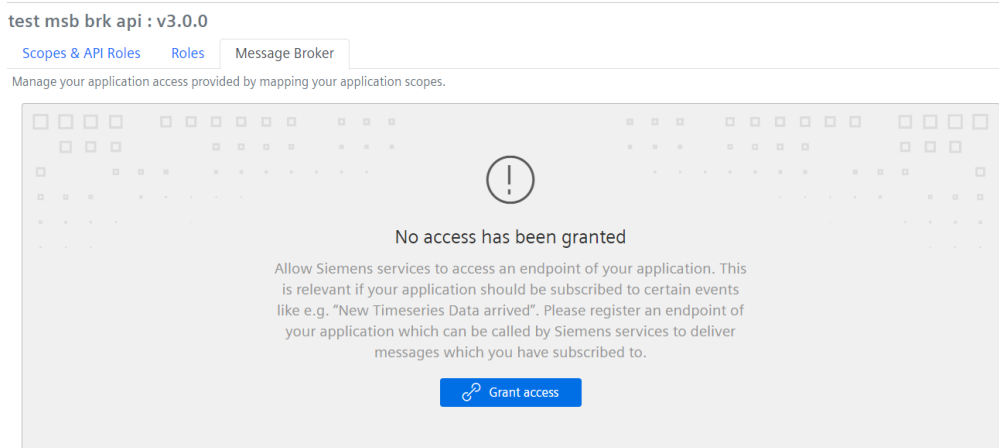 test msb brk api : v3.0.0
Scopes & API Roles Roles Message Broker
Manage your application access provided by mapping your application scopes.
No access has been granted
Allow Siemens services to access an endpoint of your application. This
is relevant if your application should be subscribed to certain events
like e.g. “New Timeseries Data arrived”. Please register an endpoint of
your application which can be called by Siemens services to deliver
messages which you have subscribed to.
Grant access